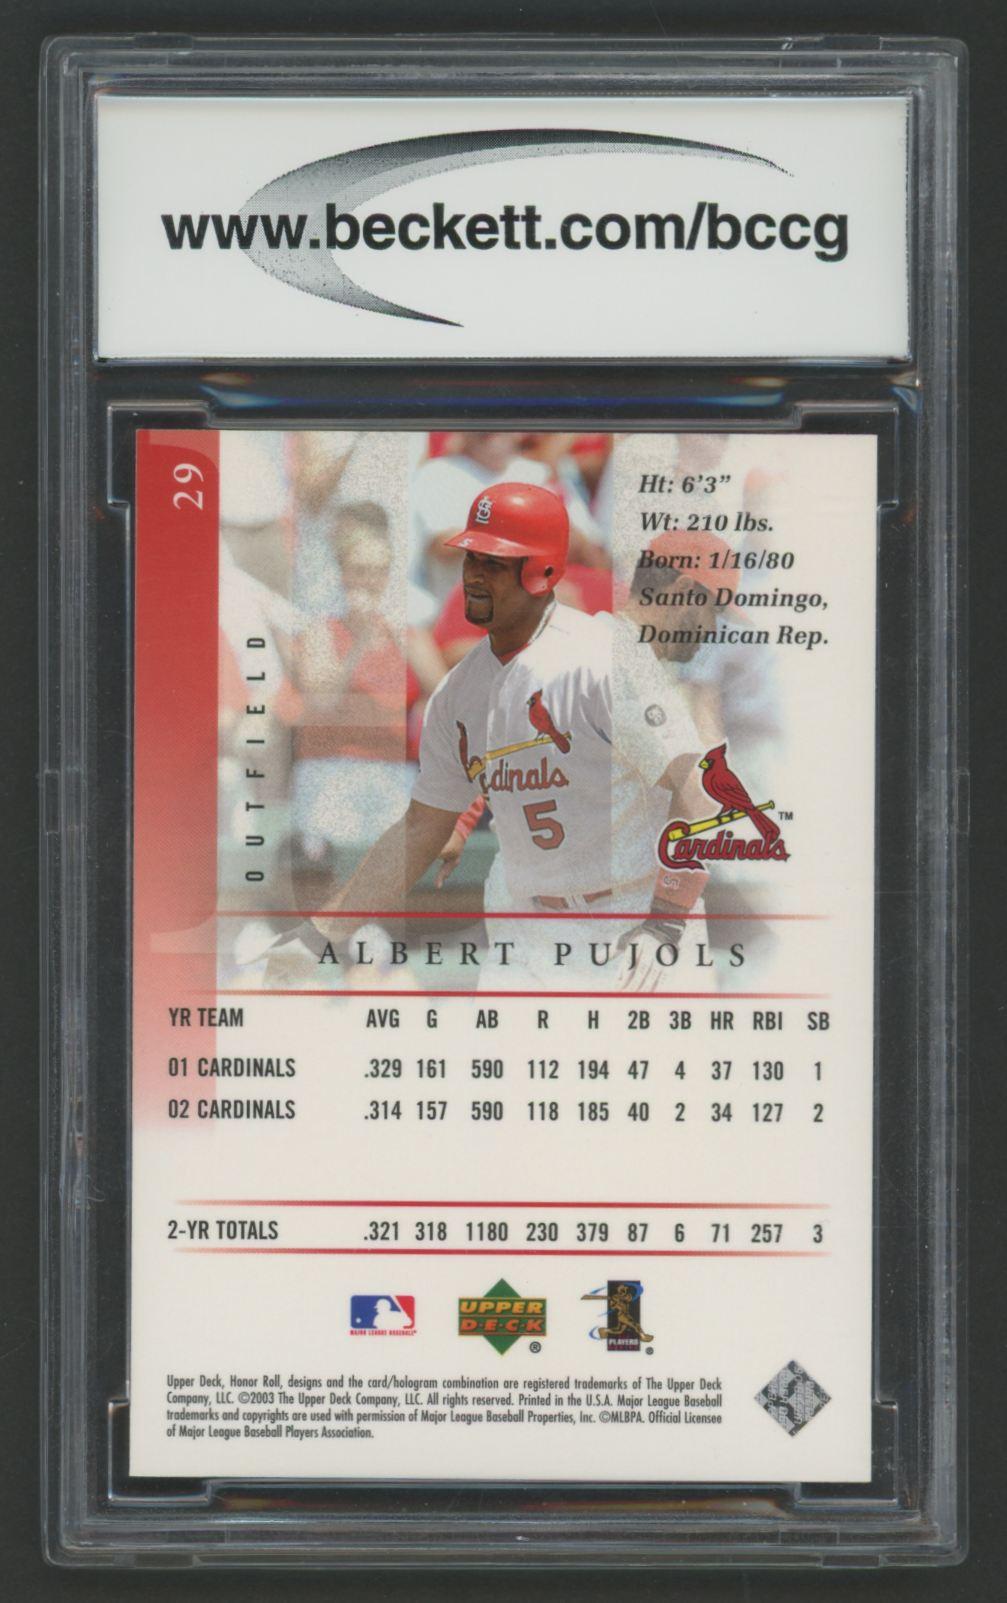 www.beckett.com/bccg
29
Ht: 6'3"
Wt: 210 lbs.
Born: 1/16/80
Santo Domingo,
Dominican Rep.
OUTFIELD
Cardinals
5
Cardinals™
ALBERT PUJOLS
YR TEAM AVG G AB R H 2B 3B HR RBI SB
01 CARDINALS .329 161 590 112 194 47 4 37 130 1
02 CARDINALS .314 157 590 118 185 40 2 34 127 2
2-YR TOTALS .321 318 1180 230 379 87 6 71 257 3
MAJOR LEAGUE BASEBALL
UPPER
D·E·C·K ®
PLAYERS
Upper Deck, Honor Roll, designs and the card/hologram combination are registered trademarks of The Upper Deck
Company, LLC. ©2003 The Upper Deck Company, LLC. All rights reserved. Printed in the U.S.A. Major League Baseball
trademarks and copyrights are used with permission of Major League Baseball Properties, Inc. ©MLBPA. Official Licensee
of Major League Baseball Players Association.